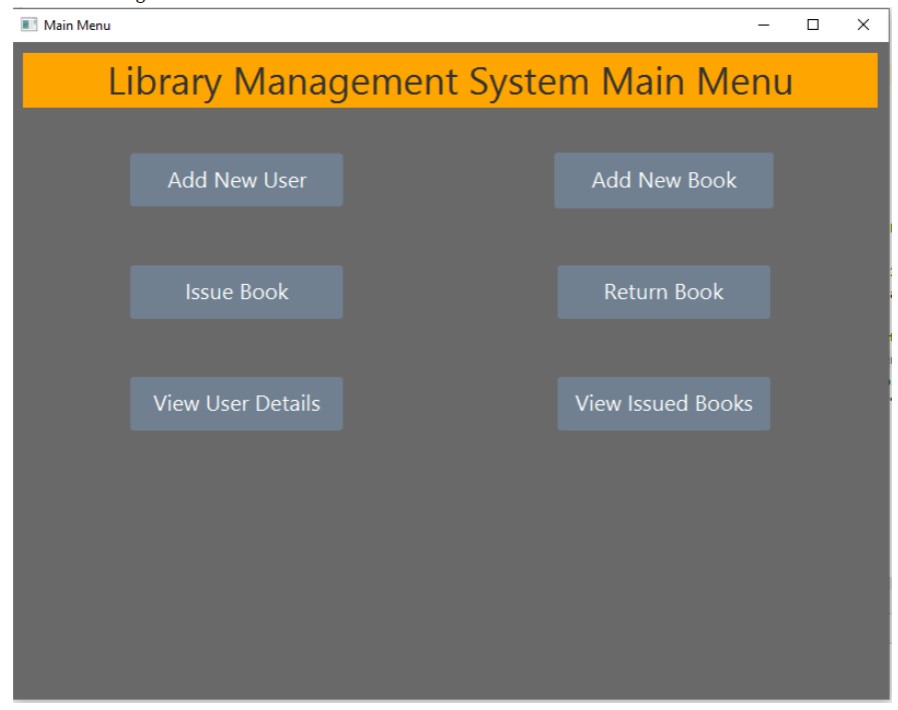 Main Menu
Library Management System Main Menu
Add New User
Add New Book
Issue Book
Return Book
View User Details
View Issued Books